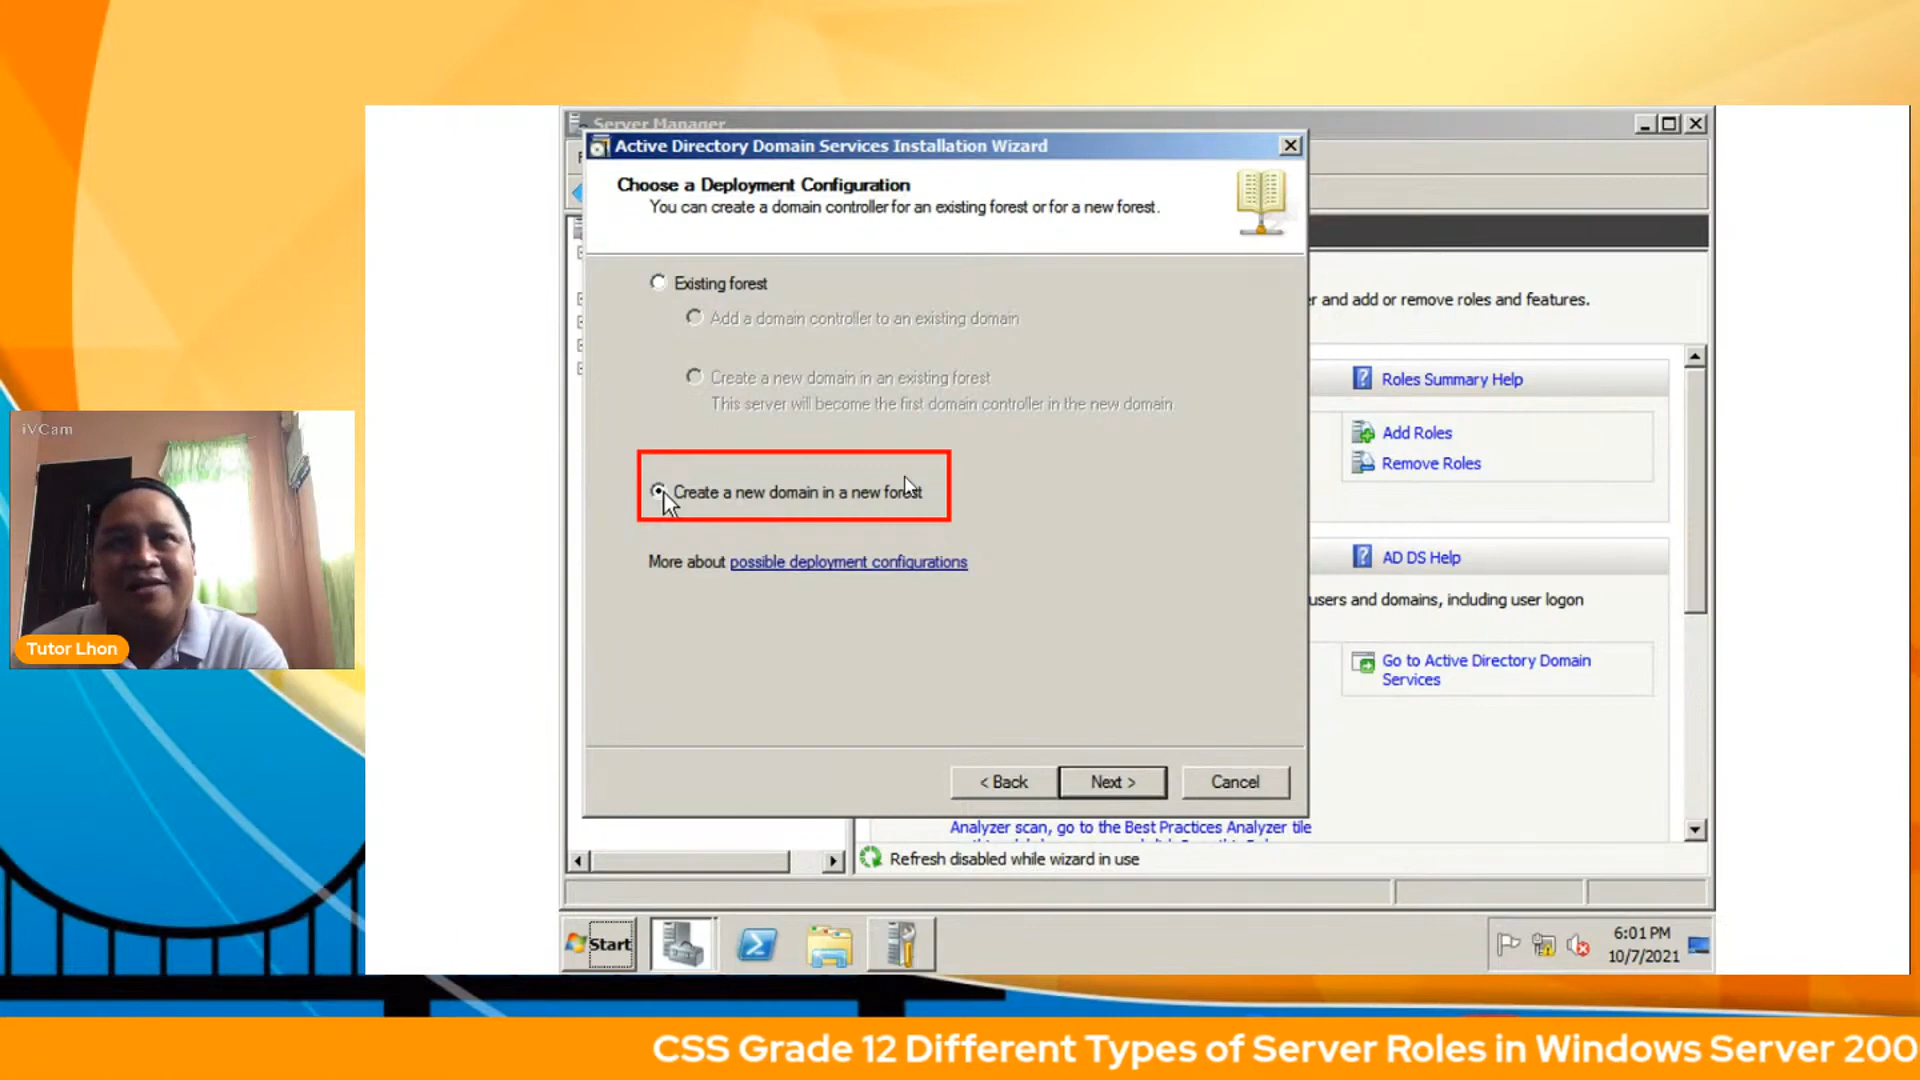 Server Manager
Active Directory Domain Services Installation Wizard
Choose a Deployment Configuration
You can create a domain controller for an existing forest or for a new forest.
Existing forest
Add a domain controller to an existing domain
Create a new domain in an existing forest
This server will become the first domain controller in the new domain.
Create a new domain in a new forest
More about possible deployment configurations
< Back
Next >
Cancel
er and add or remove roles and features.
Roles Summary Help
Add Roles
Remove Roles
AD DS Help
users and domains, including user logon
Go to Active Directory Domain
Services
Analyzer scan, go to the Best Practices Analyzer tile
Refresh disabled while wizard in use
Start
6:01 PM
10/7/2021
iVCam
Tutor Lhon
CSS Grade 12 Different Types of Server Roles in Windows Server 200